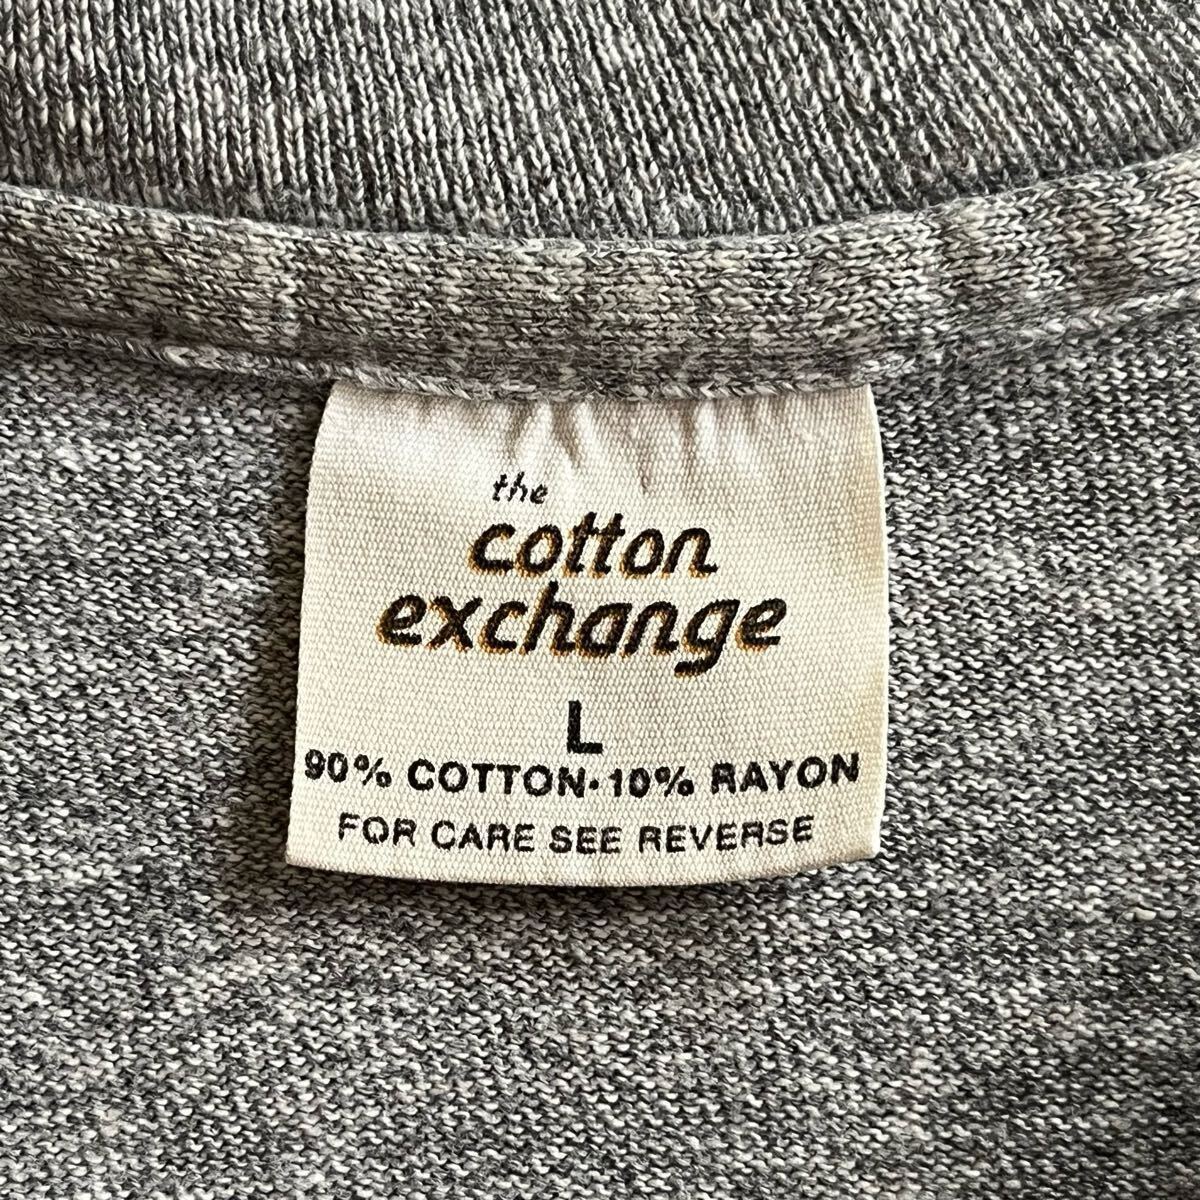 the
cotton
exchange
L
90% COTTON·10% RAYON
FOR CARE SEE REVERSE